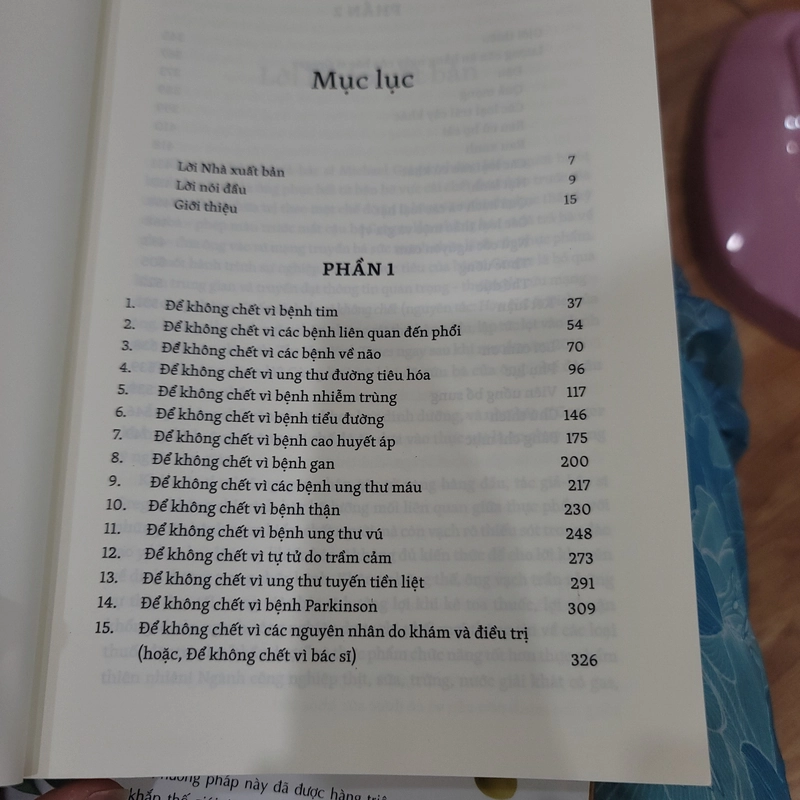 Mục lục
Lời Nhà xuất bản 7
Lời nói đầu 9
Giới thiệu 15
PHẦN 1
1. Để không chết vì bệnh tim 37
2. Để không chết vì các bệnh liên quan đến phổi 54
3. Để không chết vì các bệnh về não 70
4. Để không chết vì ung thư đường tiêu hóa 96
5. Để không chết vì bệnh nhiễm trùng 117
6. Để không chết vì bệnh tiểu đường 146
7. Để không chết vì bệnh cao huyết áp 175
8. Để không chết vì bệnh gan 200
9. Để không chết vì các bệnh ung thư máu 217
10. Để không chết vì bệnh thận 230
11. Để không chết vì bệnh ung thư vú 248
12. Để không chết vì tự tử do trầm cảm 273
13. Để không chết vì ung thư tuyến tiền liệt 291
14. Để không chết vì bệnh Parkinson 309
15. Để không chết vì các nguyên nhân do khám và điều trị
(hoặc, Để không chết vì bác sĩ) 326
pháp này đã được hàng
khắp thế giới